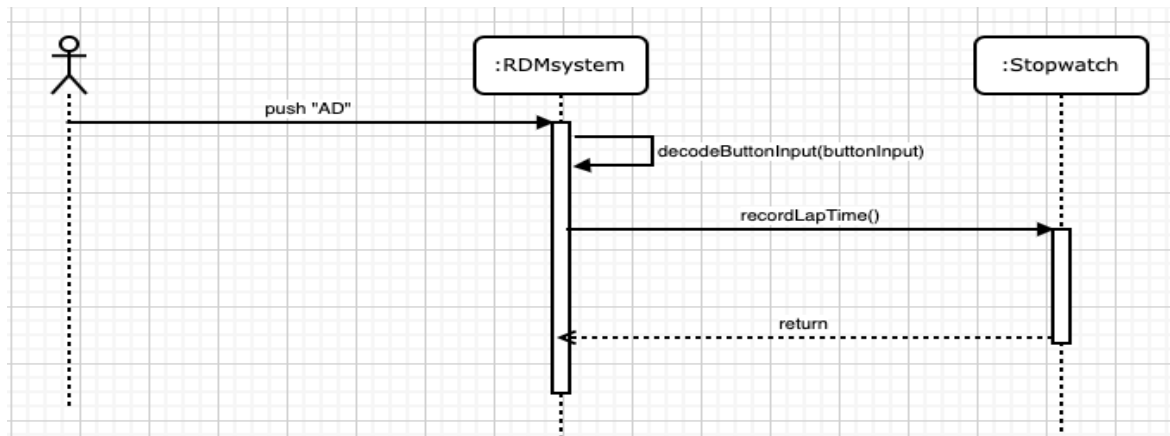 :RDMsystem
:Stopwatch
push "AD"
decodeButtonInput(buttonInput)
recordLapTime()
return